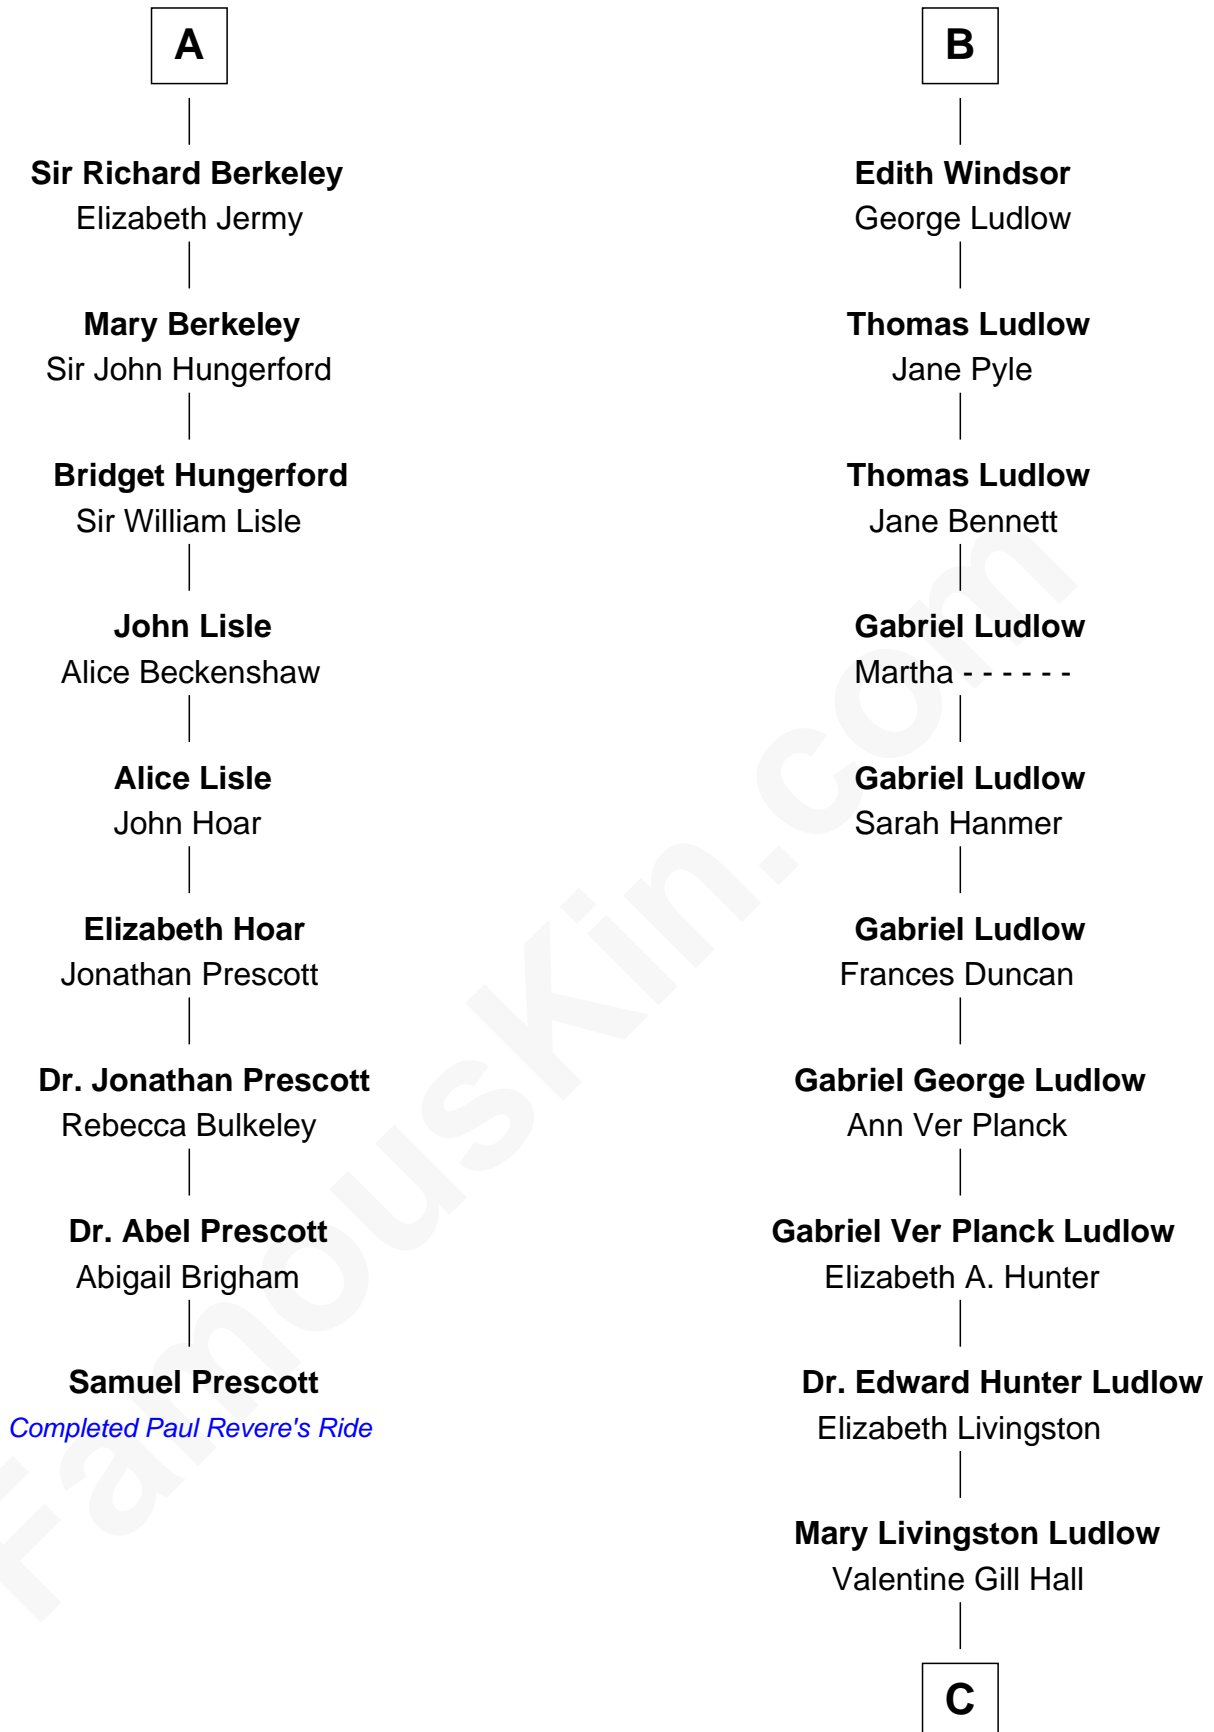 A
Sir Richard Berkeley
Elizabeth Jermy
Mary Berkeley
Sir John Hungerford
Bridget Hungerford
Sir William Lisle
John Lisle
Alice Beckenshaw
Alice Lisle
John Hoar
Elizabeth Hoar
Jonathan Prescott
Dr. Jonathan Prescott
Rebecca Bulkeley
Dr. Abel Prescott
Abigail Brigham
Samuel Prescott
Completed Paul Revere's Ride
B
Edith Windsor
George Ludlow
Thomas Ludlow
Jane Pyle
Thomas Ludlow
Jane Bennett
Gabriel Ludlow
Martha - - - - - -
Gabriel Ludlow
Sarah Hanmer
Gabriel Ludlow
Frances Duncan
Gabriel George Ludlow
Ann Ver Planck
Gabriel Ver Planck Ludlow
Elizabeth A. Hunter
Dr. Edward Hunter Ludlow
Elizabeth Livingston
Mary Livingston Ludlow
Valentine Gill Hall
C
FamousKin.com